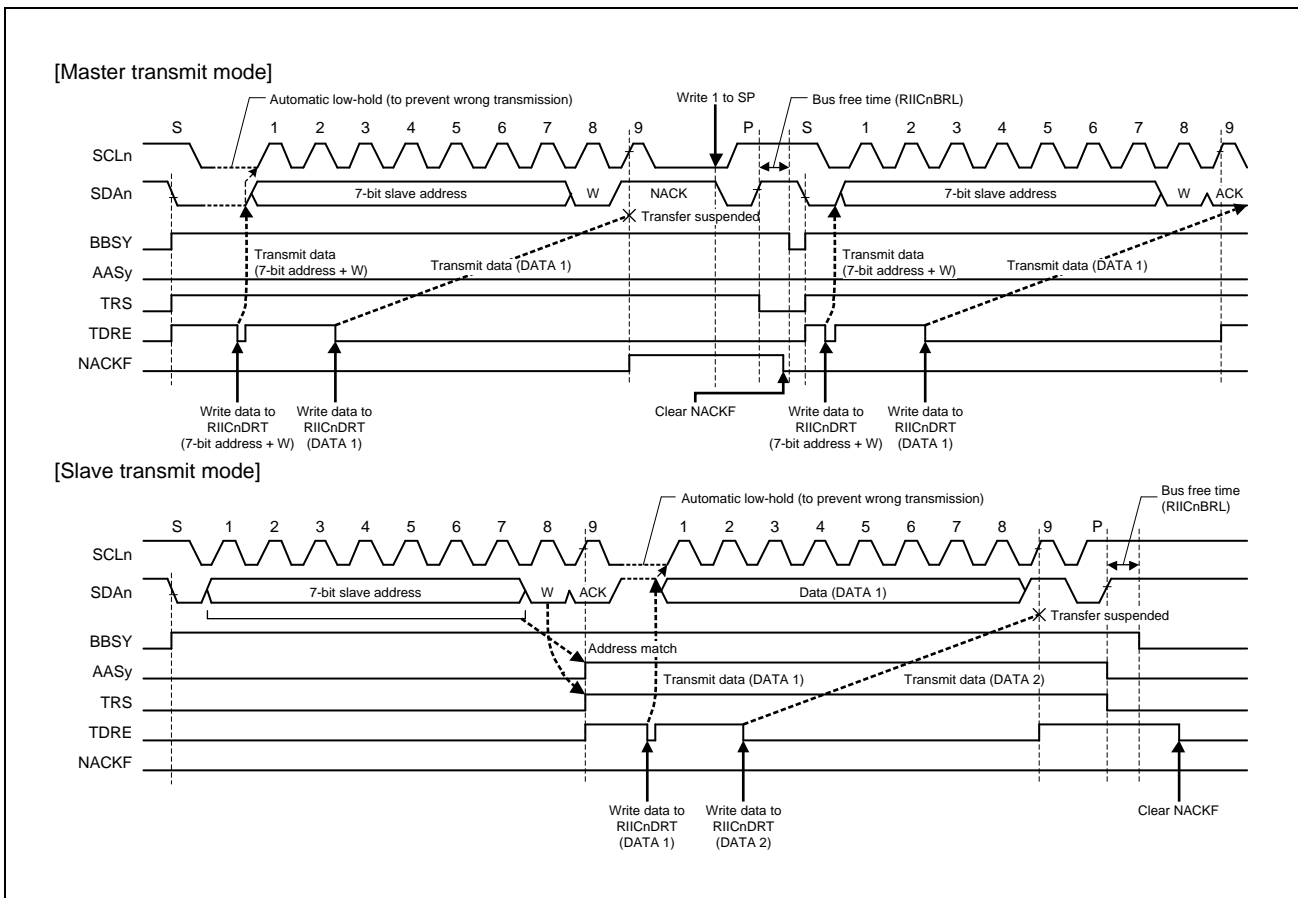 [Master transmit mode]
Automatic low-hold (to prevent wrong transmission)
Write 1 to SP
Bus free time (RIICnBRL)
S 1 2 3 4 5 6 7 8 9 P S 1 2 3 4 5 6 7 8 9
SCLn
SDAn 7-bit slave address W NACK 7-bit slave address W ACK
Transfer suspended
BBSY
Transmit data
(7-bit address + W)
Transmit data (DATA 1)
Transmit data
(7-bit address + W)
Transmit data (DATA 1)
AASy
TRS
TDRE
NACKF
Write data to
RIICnDRT
(7-bit address + W)
Write data to
RIICnDRT
(DATA 1)
Clear NACKF
Write data to
RIICnDRT
(7-bit address + W)
Write data to
RIICnDRT
(DATA 1)
[Slave transmit mode]
Automatic low-hold (to prevent wrong transmission)
Bus free time
(RIICnBRL)
S 1 2 3 4 5 6 7 8 9 1 2 3 4 5 6 7 8 9 P
SCLn
SDAn 7-bit slave address W ACK Data (DATA 1)
Transfer suspended
BBSY
Address match
AASy
Transmit data (DATA 1)
Transmit data (DATA 2)
TRS
TDRE
NACKF
Write data to
RIICnDRT
(DATA 1)
Write data to
RIICnDRT
(DATA 2)
Clear NACKF